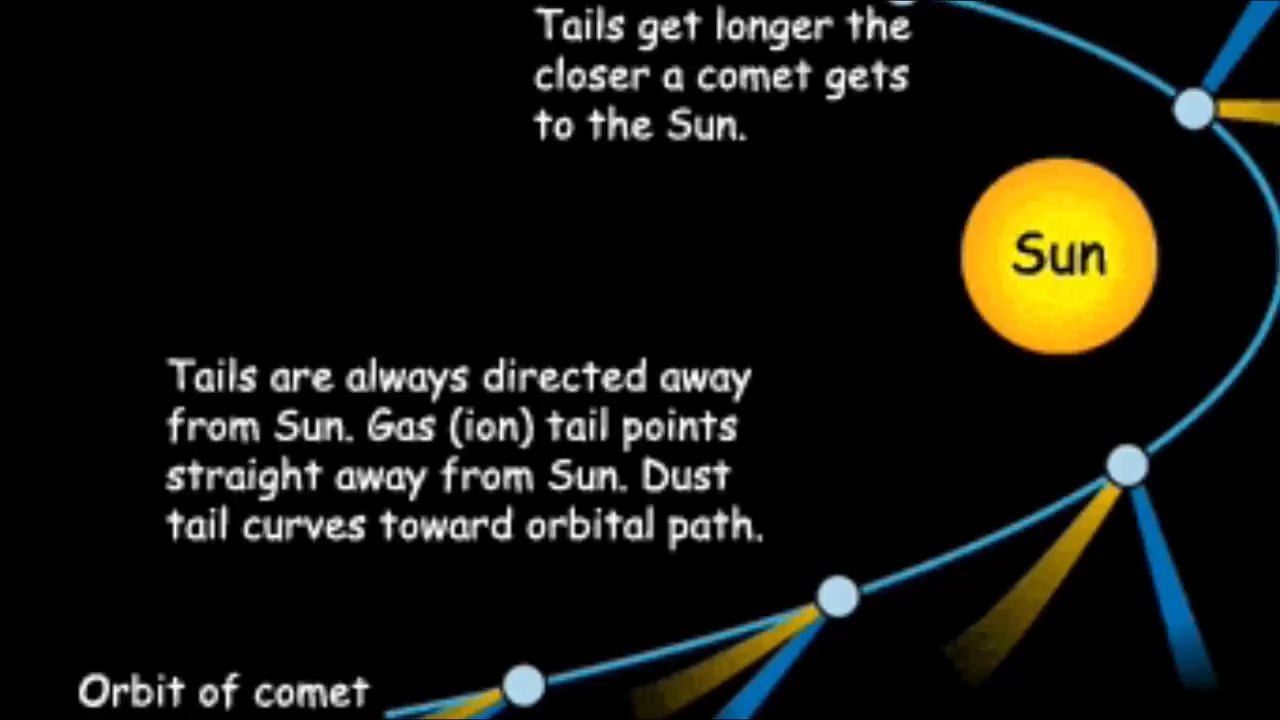 Tails get longer the
closer a comet gets
to the Sun.
Sun
Tails are always directed away
from Sun. Gas (ion) tail points
straight away from Sun. Dust
tail curves toward orbital path.
Orbit of comet